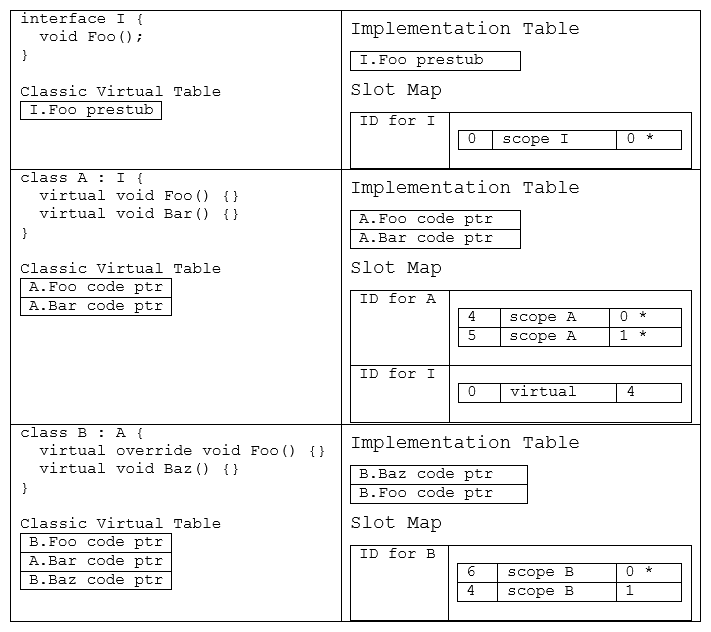 interface I {
void Foo();
}
Classic Virtual Table
I.Foo prestub
Implementation Table
I.Foo prestub
Slot Map
ID for I
0 scope I 0 *
class A : I {
virtual void Foo() {}
virtual void Bar() {}
}
Classic Virtual Table
A.Foo code ptr
A.Bar code ptr
Implementation Table
A.Foo code ptr
A.Bar code ptr
Slot Map
ID for A
4 scope A 0 *
5 scope A 1 *
ID for I
0 virtual 4
class B : A {
virtual override void Foo() {}
virtual void Baz() {}
}
Classic Virtual Table
B.Foo code ptr
A.Bar code ptr
B.Baz code ptr
Implementation Table
B.Baz code ptr
B.Foo code ptr
Slot Map
ID for B
6 scope B 0 *
4 scope B 1